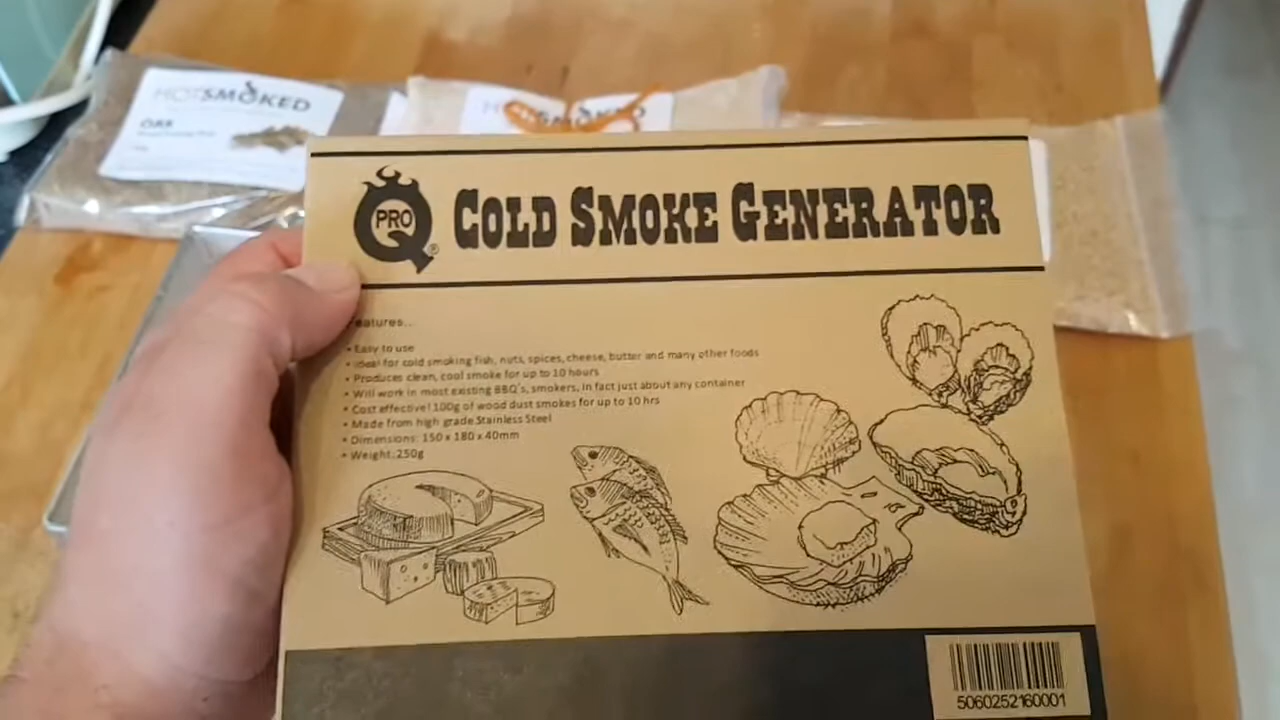 HOTSMOKED
OAK
HOTSMOKED
PRO Q ®
COLD SMOKE GENERATOR
Features...
• Easy to use
• Ideal for cold smoking fish, nuts, spices, cheese, butter and many other foods
• Produces clean, cool smoke for up to 10 hours
• Will work in most existing BBQ's, smokers, in fact just about any container
• Cost effective! 100g of wood dust smokes for up to 10 hrs
• Made from high grade Stainless Steel
• Dimensions: 150 x 180 x 40mm
• Weight: 250g
5060252160001